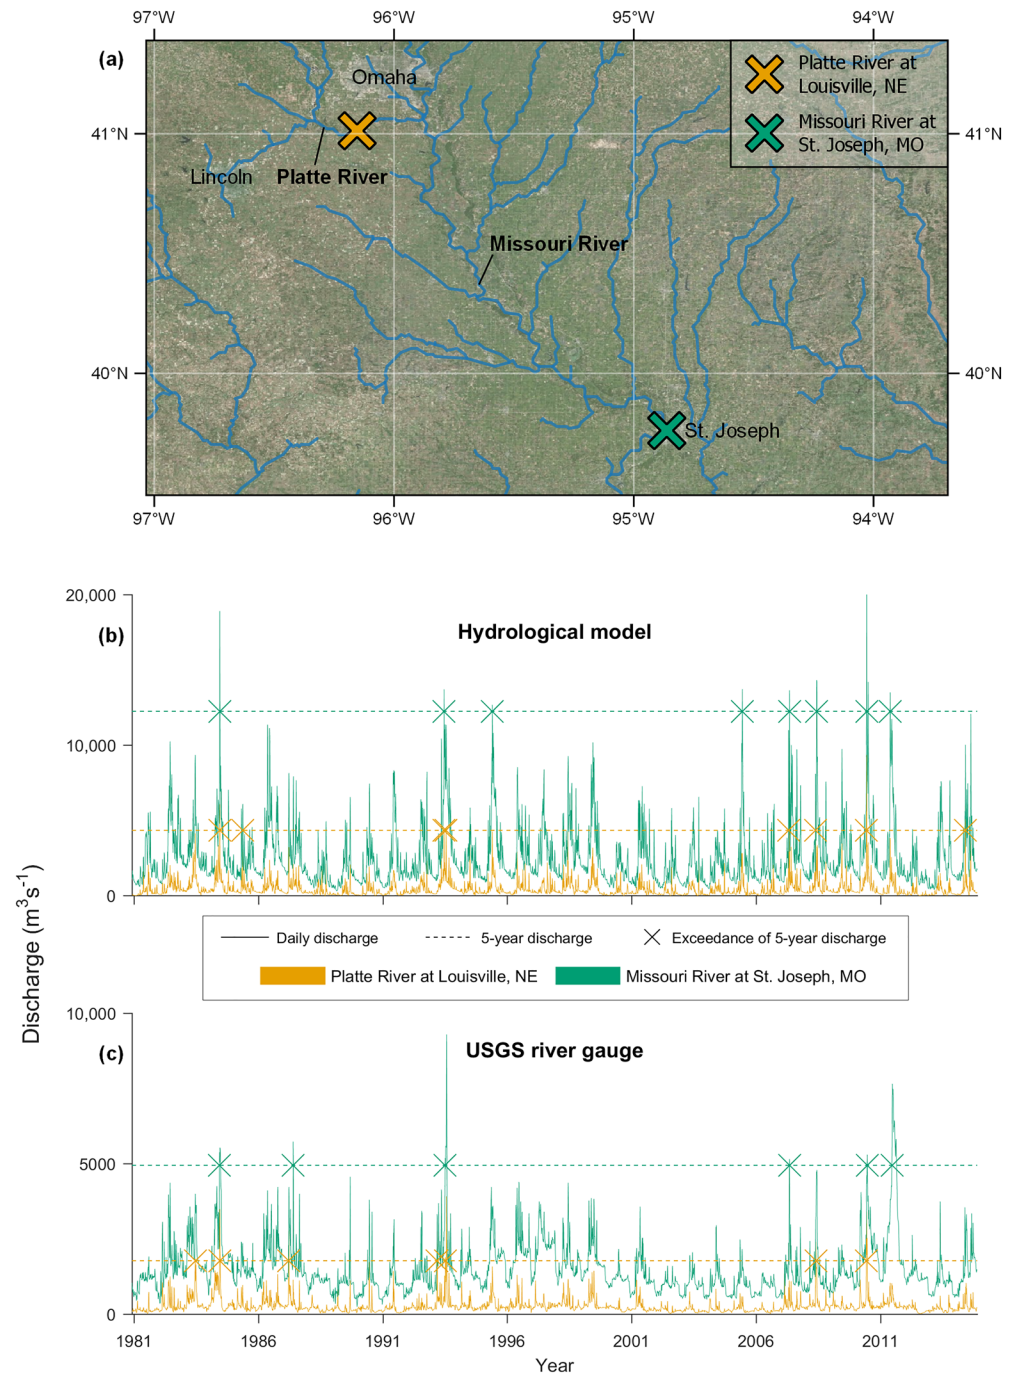 97°W 96°W 95°W 94°W
(a)
Omaha
Platte River at
Louisville, NE
Missouri River at
St. Joseph, MO
41°N 41°N
Lincoln Platte River
Missouri River
40°N 40°N
St. Joseph
97°W 96°W 95°W 94°W
20,000
(b)
Hydrological model
10,000
0
Discharge (m³s⁻¹)
Daily discharge 5-year discharge Exceedance of 5-year discharge
Platte River at Louisville, NE Missouri River at St. Joseph, MO
10,000
(c)
USGS river gauge
5000
0
1981 1986 1991 1996 2001 2006 2011
Year